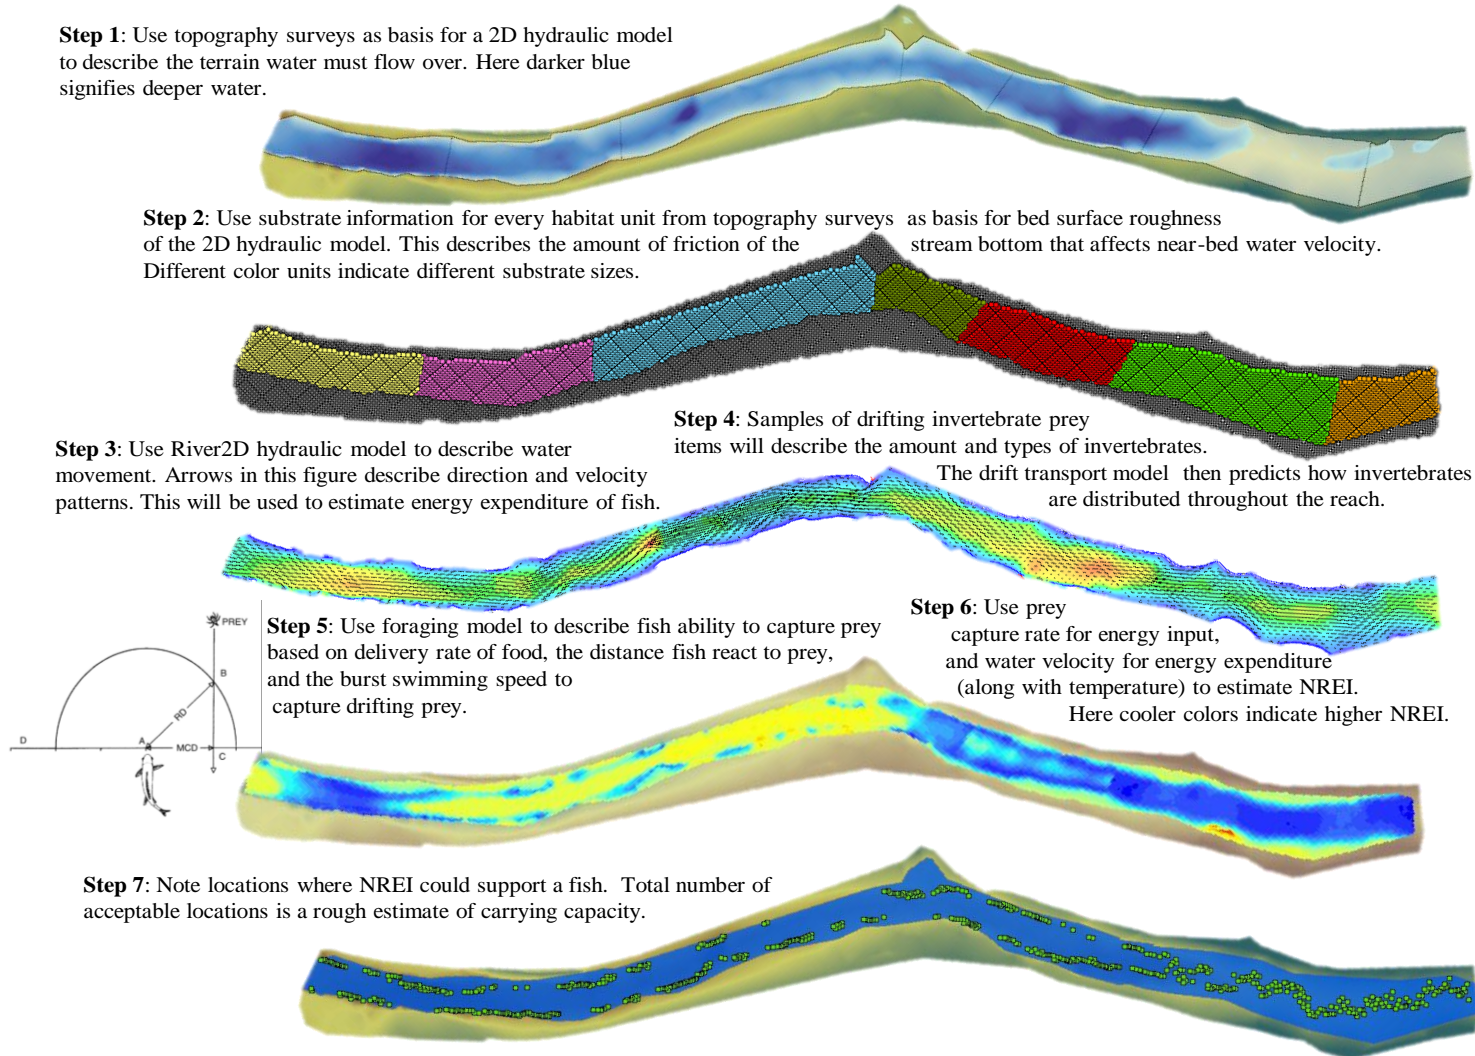 Step 1: Use topography surveys as basis for a 2D hydraulic model
to describe the terrain water must flow over. Here darker blue
signifies deeper water.
Step 2: Use substrate information for every habitat unit from topography surveys as basis for bed surface roughness
of the 2D hydraulic model. This describes the amount of friction of the stream bottom that affects near-bed water velocity.
Different color units indicate different substrate sizes.
Step 3: Use River2D hydraulic model to describe water
movement. Arrows in this figure describe direction and velocity
patterns. This will be used to estimate energy expenditure of fish.
Step 4: Samples of drifting invertebrate prey
items will describe the amount and types of invertebrates.
The drift transport model then predicts how invertebrates
are distributed throughout the reach.
PREY
B
RD
D
A
MCD
C
Step 5: Use foraging model to describe fish ability to capture prey
based on delivery rate of food, the distance fish react to prey,
and the burst swimming speed to
capture drifting prey.
Step 6: Use prey
capture rate for energy input,
and water velocity for energy expenditure
(along with temperature) to estimate NREI.
Here cooler colors indicate higher NREI.
Step 7: Note locations where NREI could support a fish. Total number of
acceptable locations is a rough estimate of carrying capacity.